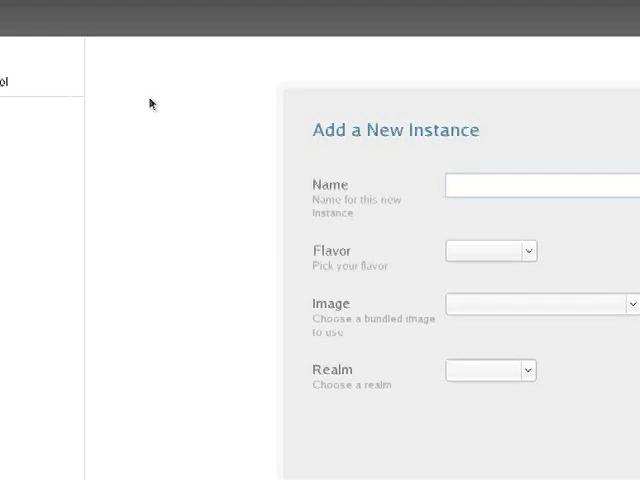 ol
Add a New Instance
Name
Name for this new
Instance
Flavor
Pick your flavor
Image
Choose a bundled image
to use
Realm
Choose a realm